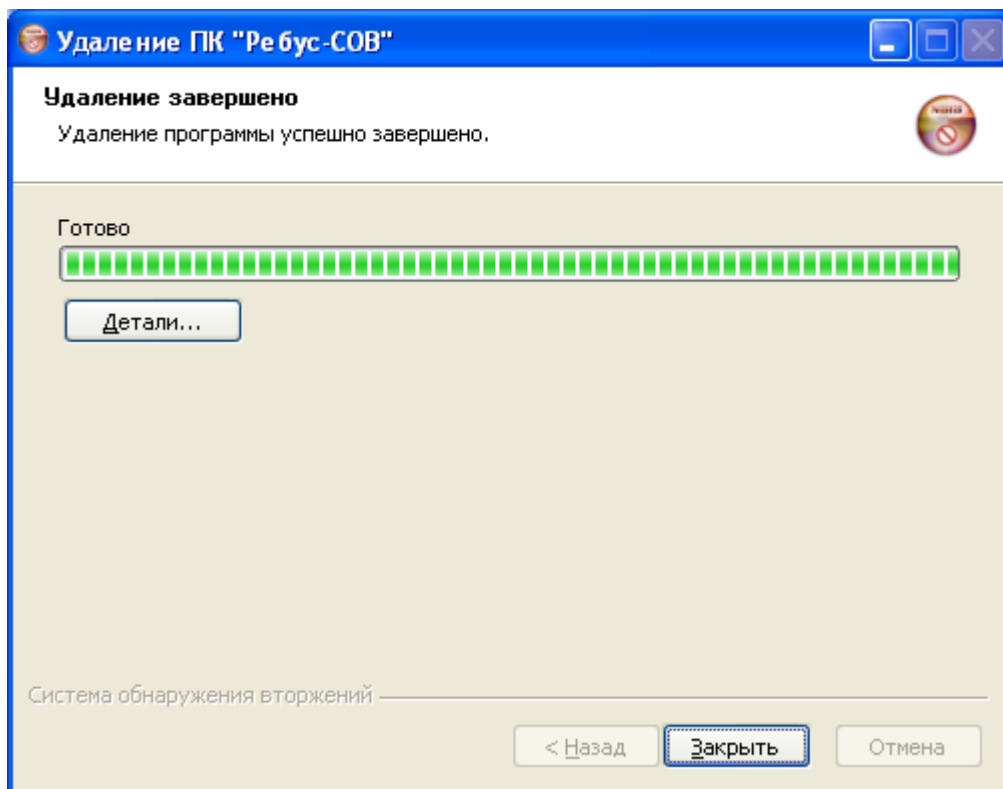 Удаление ПК "Ребус-СОВ"
Удаление завершено
Удаление программы успешно завершено.
Готово
Детали...
Система обнаружения вторжений
< Назад
Закрыть
Отмена